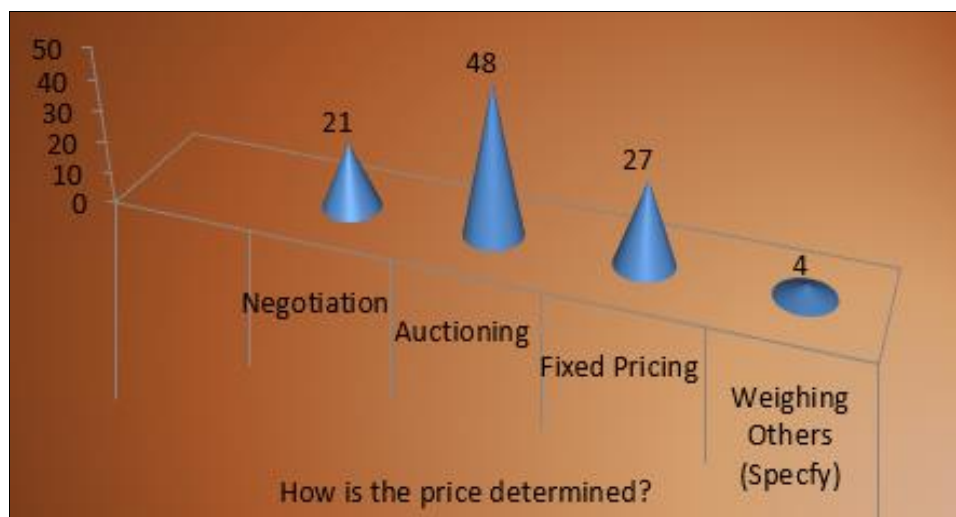 50
40
30
20
10
0
21
48
27
4
Negotiation
Auctioning
Fixed Pricing
Weighing
Others
(Specfy)
How is the price determined?